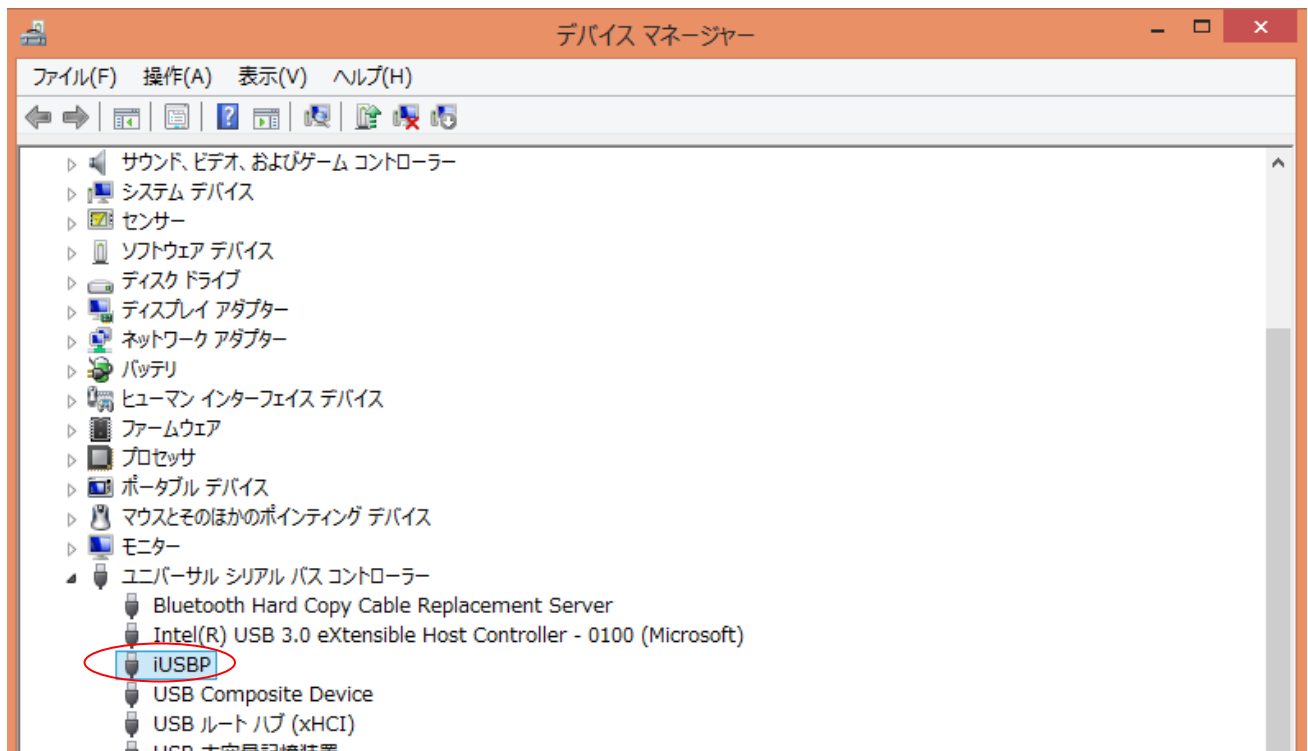 デバイス マネージャー
ファイル(F) 操作(A) 表示(V) ヘルプ(H)
サウンド、ビデオ、およびゲーム コントローラー
システム デバイス
センサー
ソフトウェア デバイス
ディスク ドライブ
ディスプレイ アダプター
ネットワーク アダプター
バッテリ
ヒューマン インターフェイス デバイス
ファームウェア
プロセッサ
ポータブル デバイス
マウスとそのほかのポインティング デバイス
モニター
ユニバーサル シリアル バス コントローラー
Bluetooth Hard Copy Cable Replacement Server
Intel(R) USB 3.0 eXtensible Host Controller - 0100 (Microsoft)
iUSBP
USB Composite Device
USB ルート ハブ (xHCI)
USB 大容量記憶装置